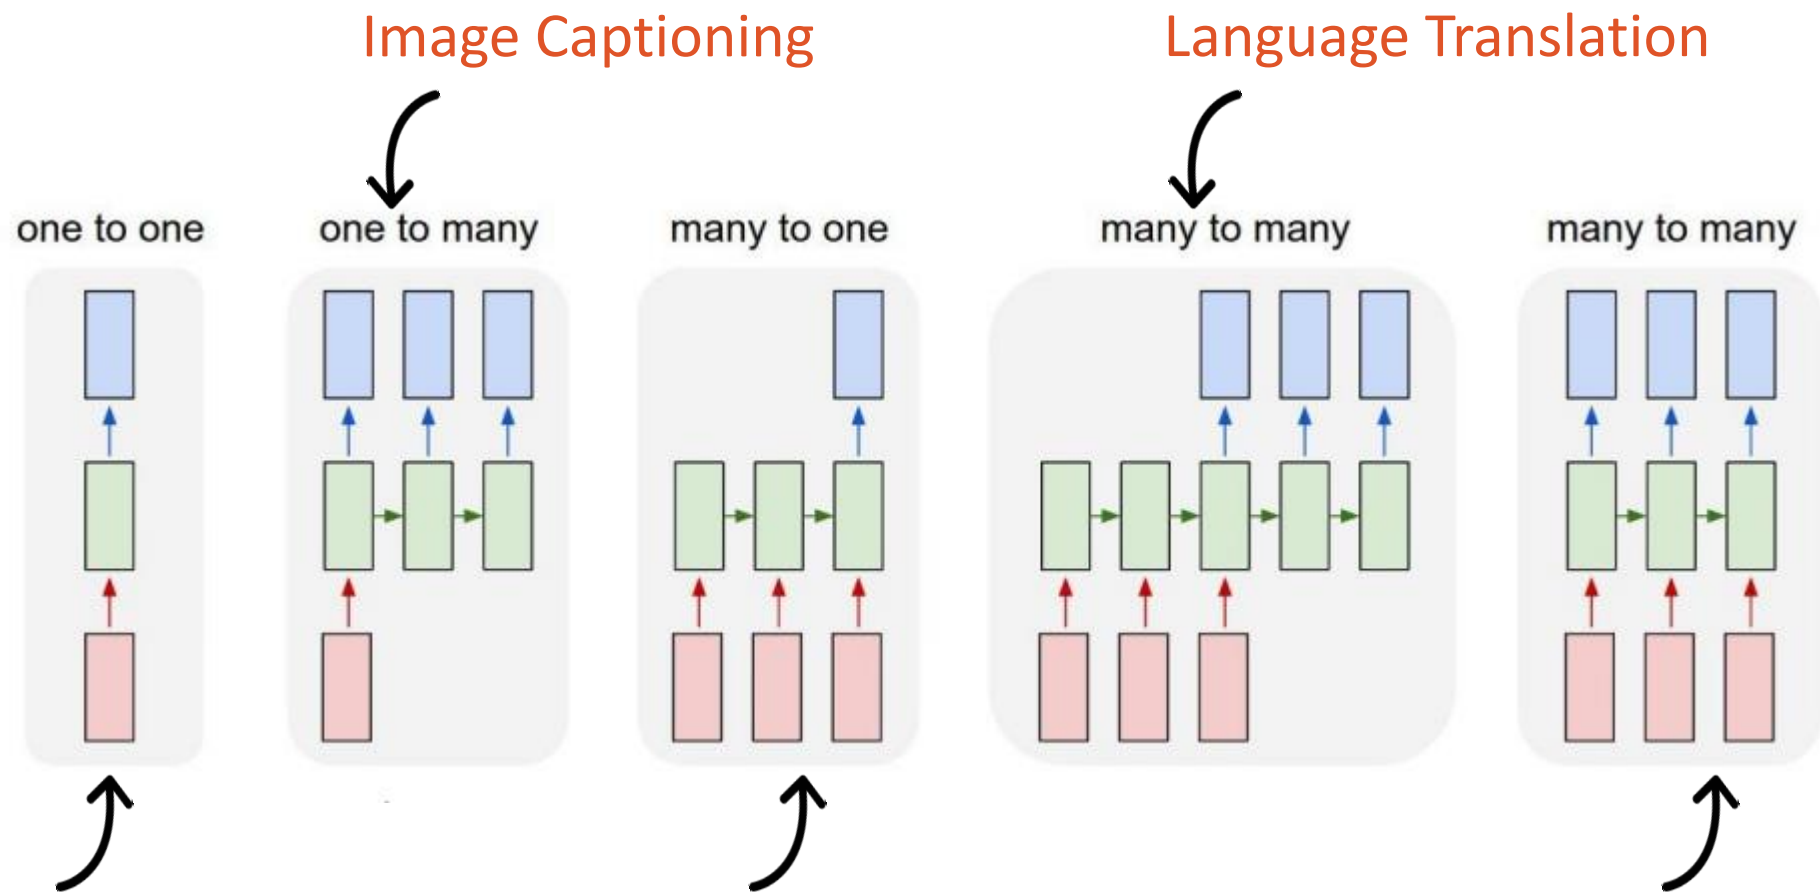 Image Captioning
Language Translation
one to one
one to many
many to one
many to many
many to many